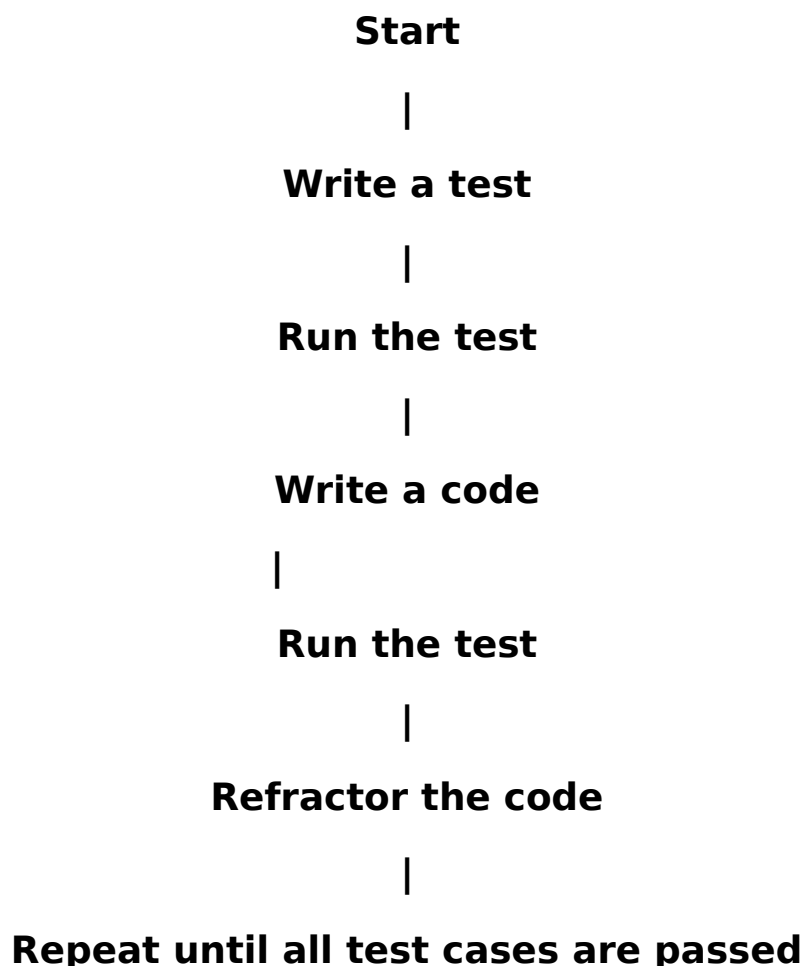 Start
|
Write a test
|
Run the test
|
Write a code
|
Run the test
|
Refractor the code
|
Repeat until all test cases are passed